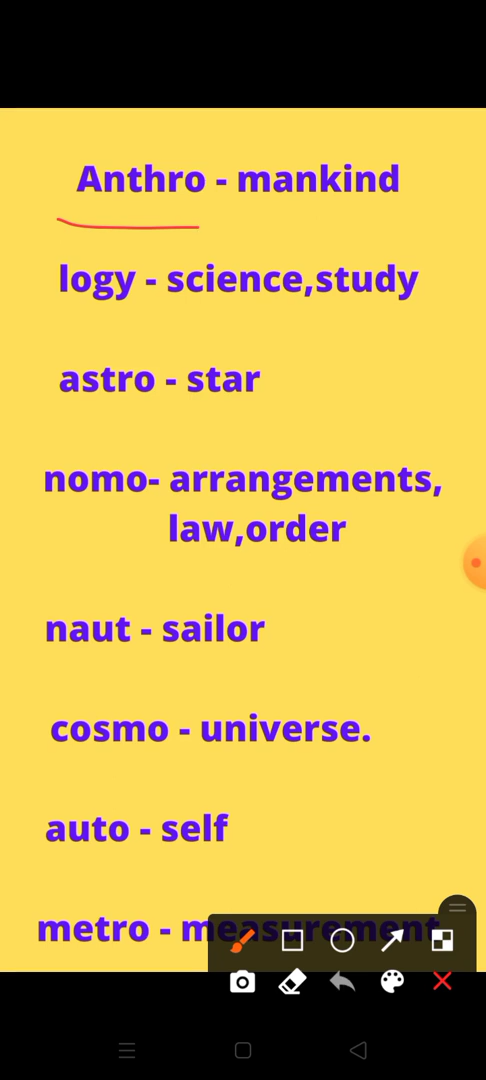 Anthro - mankind
logy - science,study
astro - star
nomo- arrangements,
law,order
naut - sailor
cosmo - universe.
auto - self
metro - measurement